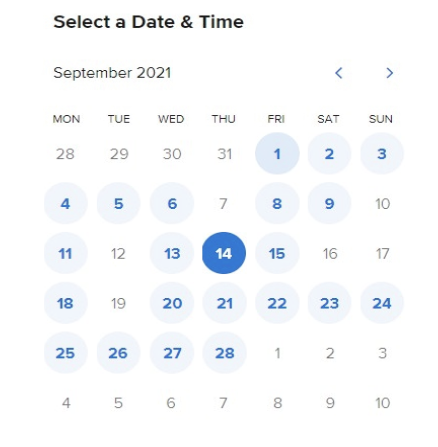 Select a Date & Time
September 2021
MON TUE WED THU FRI SAT SUN
28 29 30 31 1 2 3
4 5 6 7 8 9 10
11 12 13 14 15 16 17
18 19 20 21 22 23 24
25 26 27 28 1 2 3
4 5 6 7 8 9 10